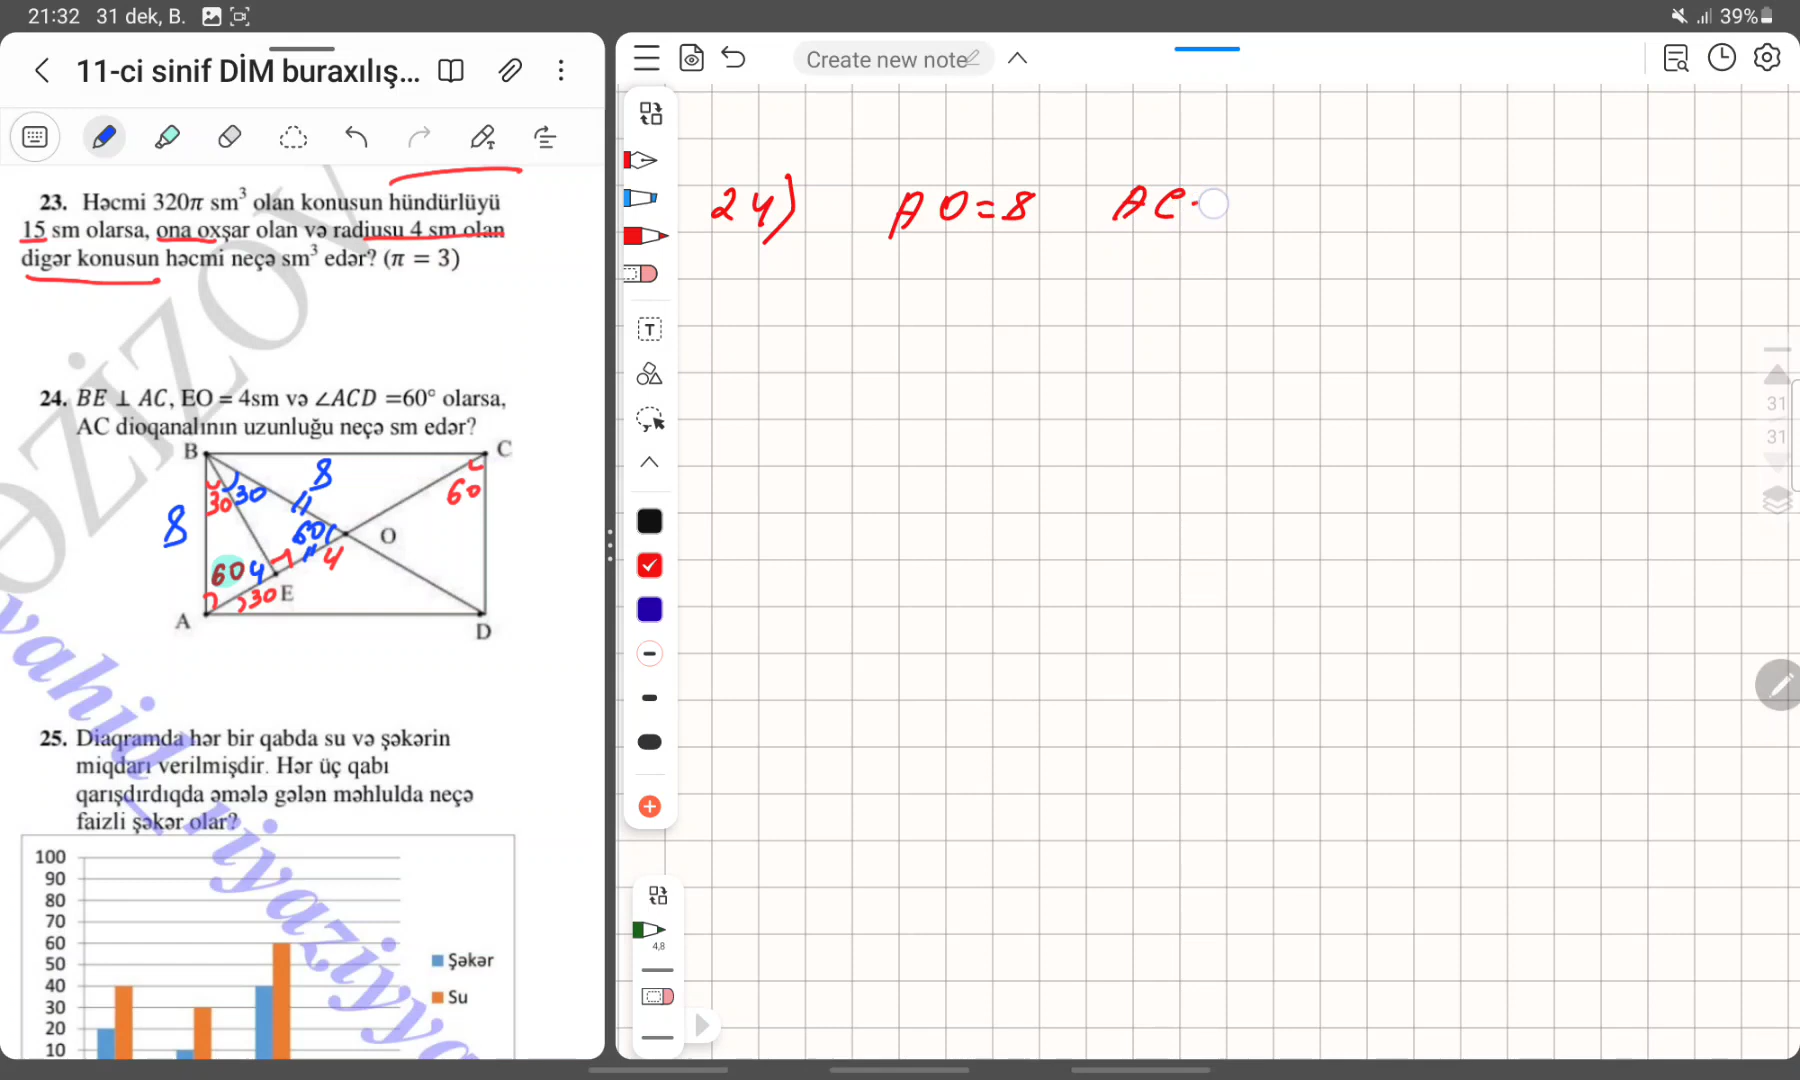 21:32 31 dek, B.
39%
11-ci sinif DİM buraxılış...
Create new note
23. Həcmi 320π sm³ olan konusun hündürlüyü
15 sm olarsa, ona oxşar olan və radiusu 4 sm olan
digər konusun həcmi neçə sm³ edər? (π = 3)
24. BE ⊥ AC, EO = 4sm və ∠ACD =60° olarsa,
AC dioqanalının uzunluğu neçə sm edər?
B
C
8
30
30
60
8
60
O
4
60
4
30
E
A
D
25. Diaqramda hər bir qabda su və şəkərin
miqdarı verilmişdir. Hər üç qabı
qarışdırdıqda əmələ gələn məhlulda neçə
faizli şəkər olar?
100
90
80
70
60
50
40
30
20
10
Şəkər
Su
ƏZİZOV
vahid_riyaziyya
24) AO=8 AC
T
4,8
31
31